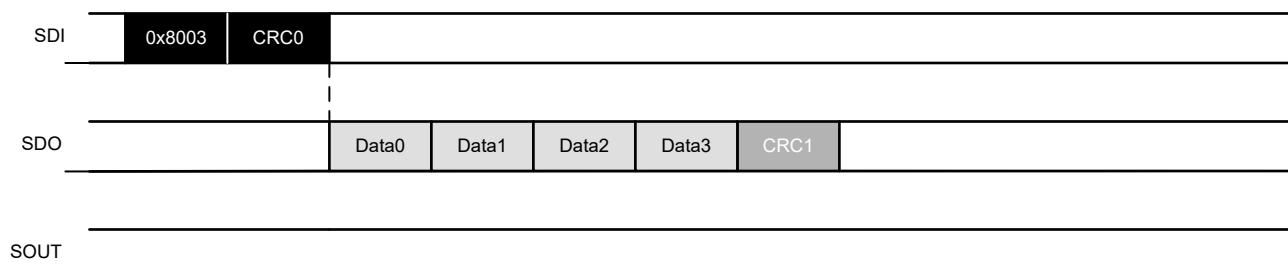 SDI 0x8003 CRC0
SDO Data0 Data1 Data2 Data3 CRC1
SOUT